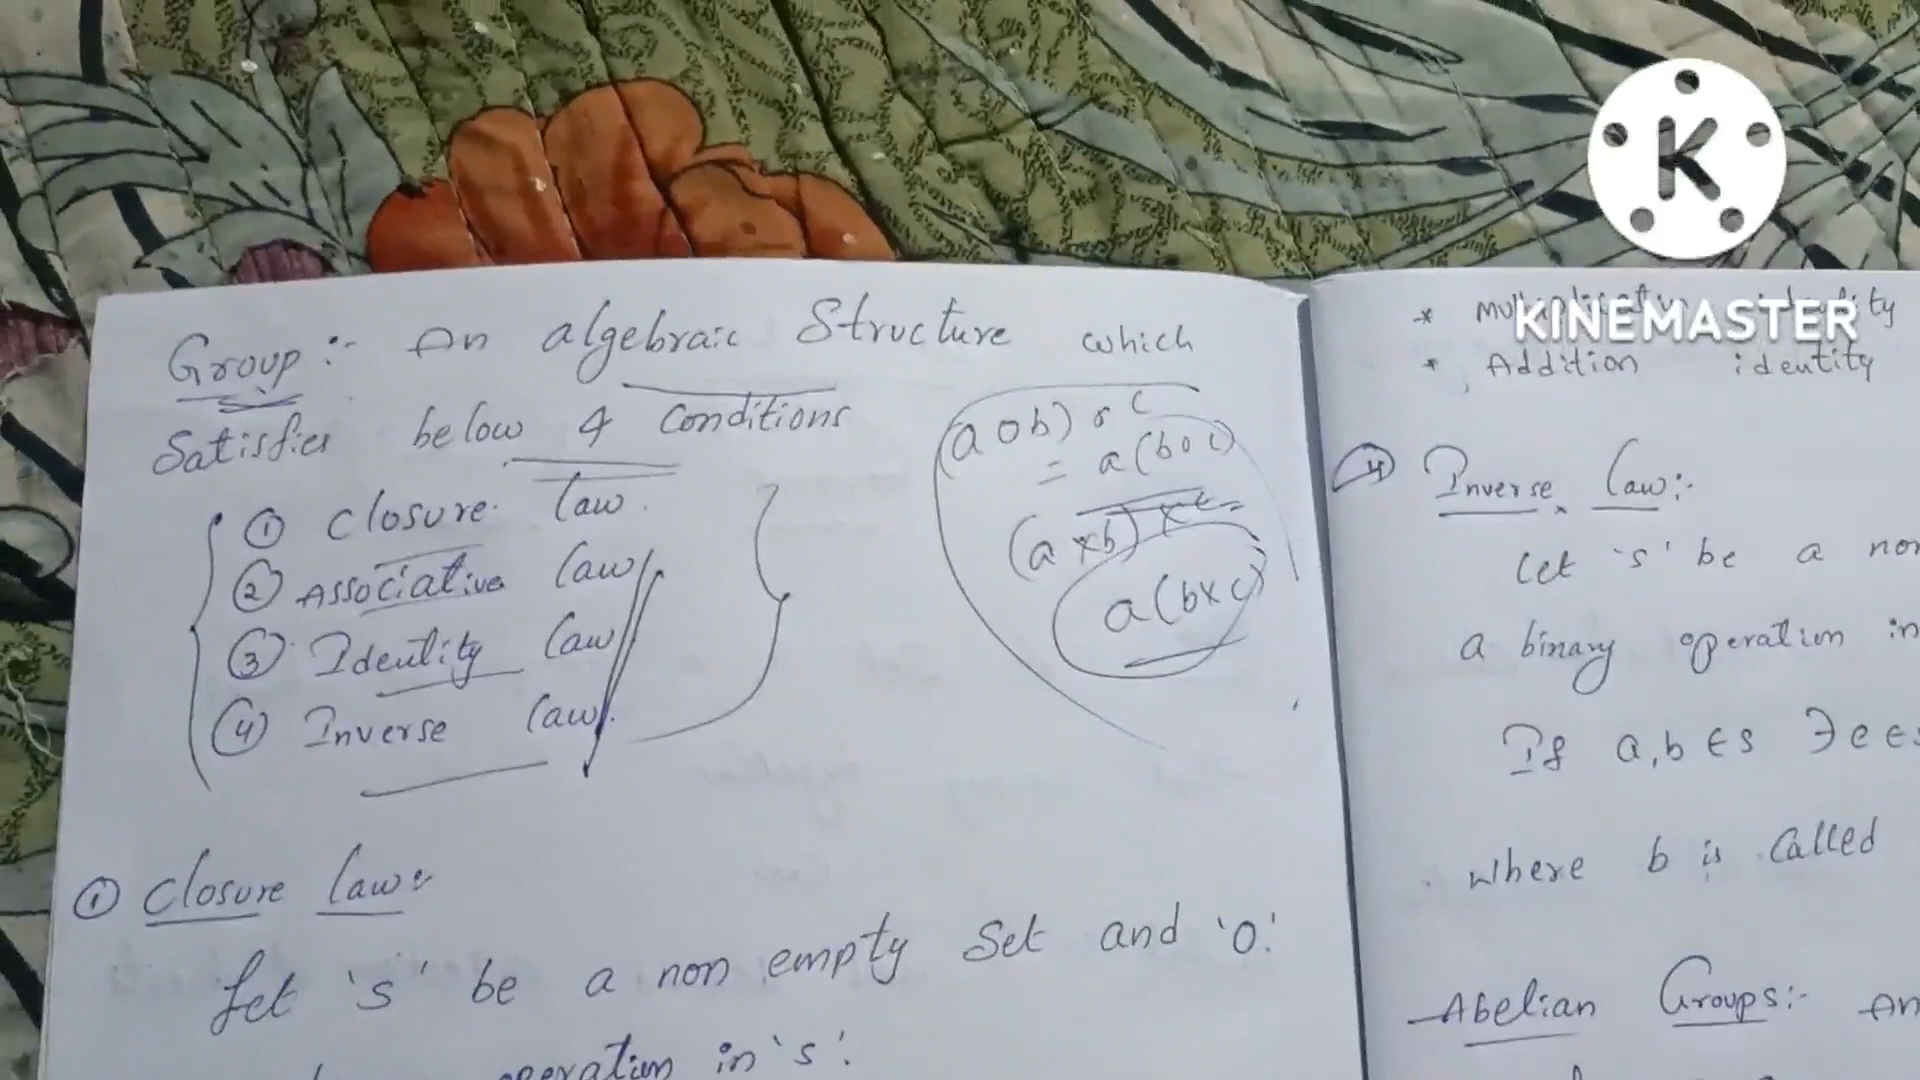 Group :- An algebraic Structure which
Satisfies below 4 Conditions
① Closure law.
② Associative law
③ Identity law
④ Inverse law.
(a o b) o c
= a (b o c)
(a x b) x c =
a (b x c)
① Closure law:
Let 's' be a non empty Set and 'o'
operation in 's'.
* identity
* Addition identity
④ Inverse law:-
Let 's' be a non
a binary operation in
If a, b ∈ s ∃ e ∈ s
where b is Called
Abelian Groups:- An
K
KINEMASTER